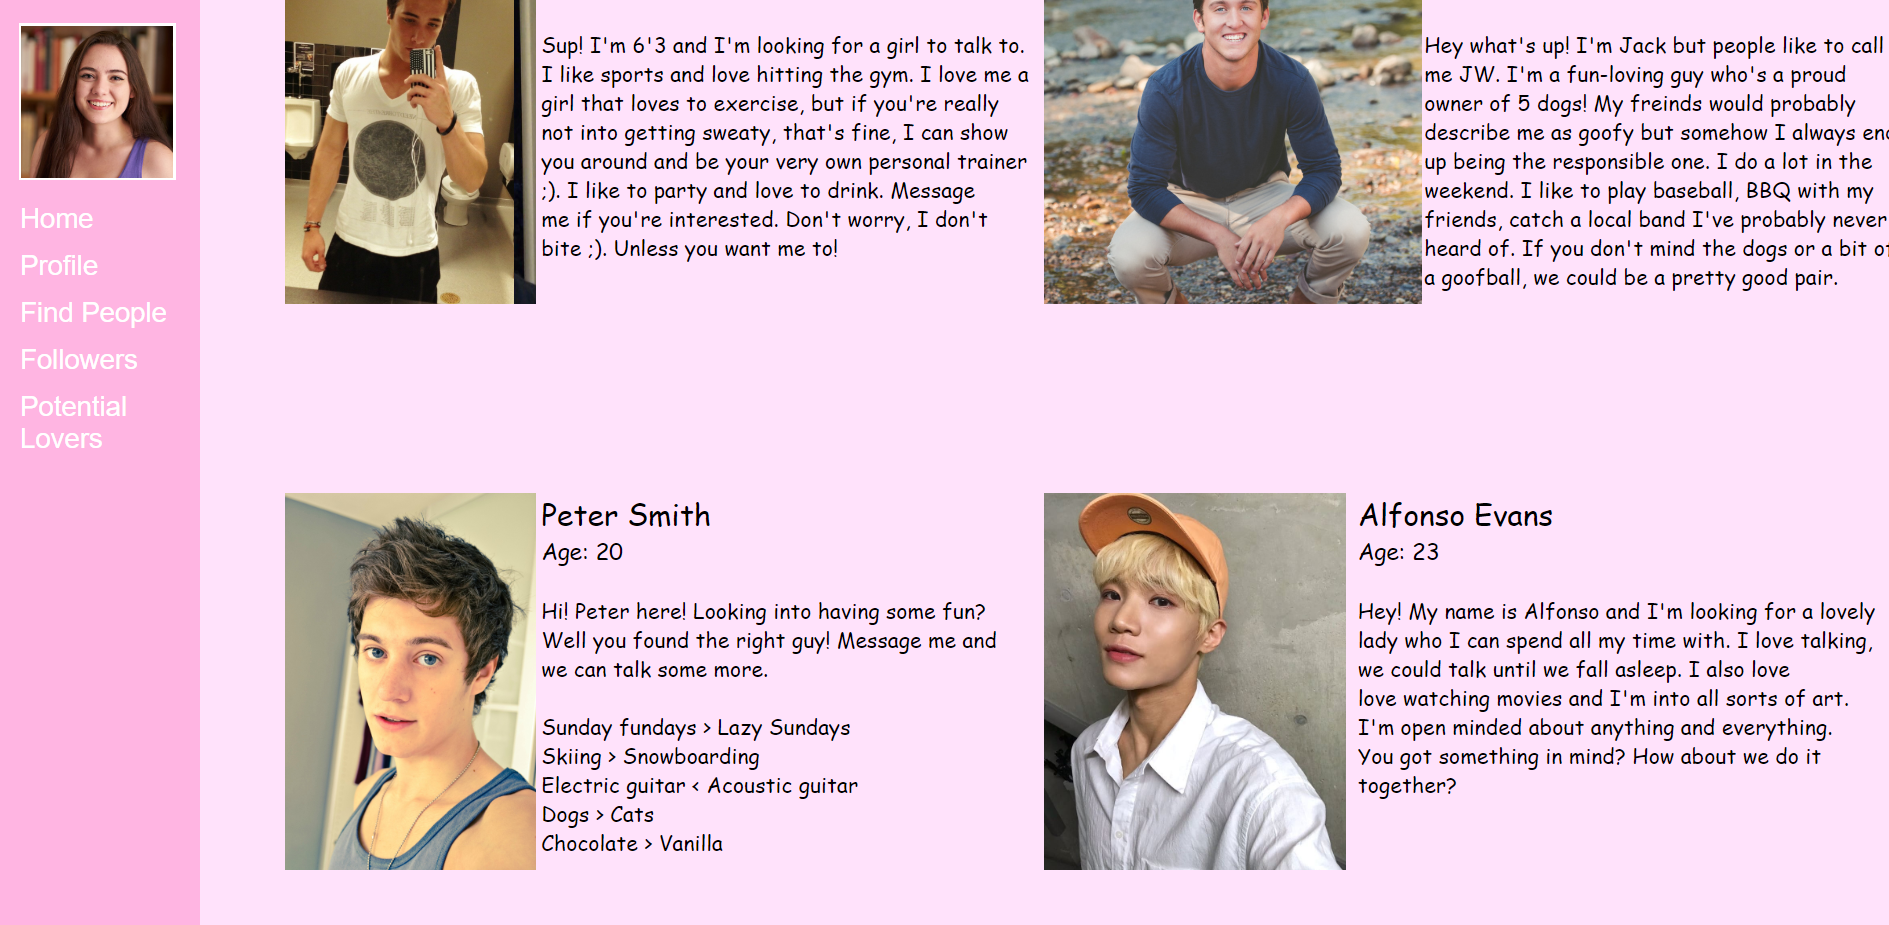 Home
Profile
Find People
Followers
Potential
Lovers
Sup! I'm 6'3 and I'm looking for a girl to talk to.
I like sports and love hitting the gym. I love me a
girl that loves to exercise, but if you're really
not into getting sweaty, that's fine, I can show
you around and be your very own personal trainer
;). I like to party and love to drink. Message
me if you're interested. Don't worry, I don't
bite ;). Unless you want me to!
Hey what's up! I'm Jack but people like to call
me JW. I'm a fun-loving guy who's a proud
owner of 5 dogs! My freinds would probably
describe me as goofy but somehow I always end
up being the responsible one. I do a lot in the
weekend. I like to play baseball, BBQ with my
friends, catch a local band I've probably never
heard of. If you don't mind the dogs or a bit of
a goofball, we could be a pretty good pair.
Peter Smith
Age: 20
Hi! Peter here! Looking into having some fun?
Well you found the right guy! Message me and
we can talk some more.
Sunday fundays > Lazy Sundays
Skiing > Snowboarding
Electric guitar < Acoustic guitar
Dogs > Cats
Chocolate > Vanilla
Alfonso Evans
Age: 23
Hey! My name is Alfonso and I'm looking for a lovely
lady who I can spend all my time with. I love talking,
we could talk until we fall asleep. I also love
love watching movies and I'm into all sorts of art.
I'm open minded about anything and everything.
You got something in mind? How about we do it
together?